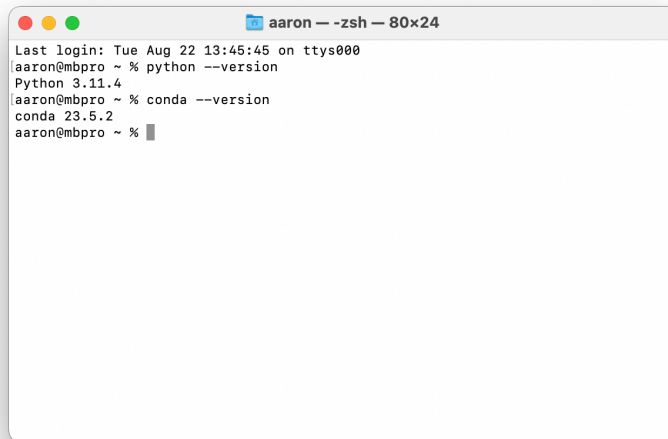 aaron — -zsh — 80×24
Last login: Tue Aug 22 13:45:45 on ttys000
[aaron@mbpro ~ % python --version
Python 3.11.4
[aaron@mbpro ~ % conda --version
conda 23.5.2
aaron@mbpro ~ %